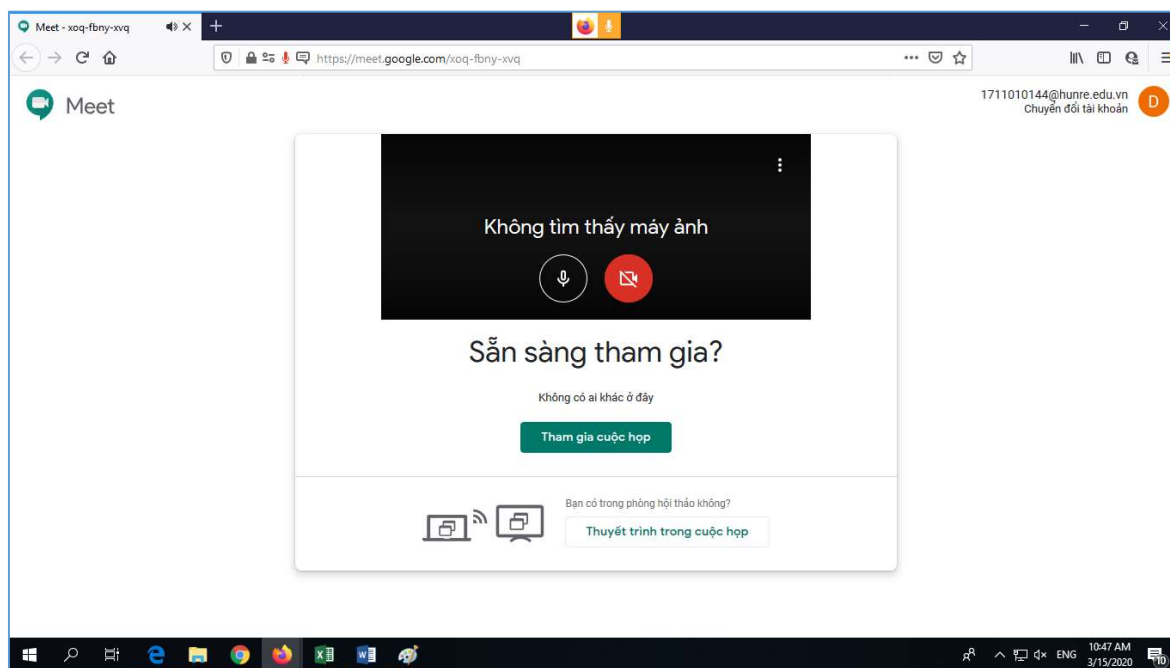 Meet - xoq-fbny-xvq
https://meet.google.com/xoq-fbny-xvq
Meet
1711010144@hunre.edu.vn
Chuyển đổi tài khoản
D
Không tìm thấy máy ảnh
Sẵn sàng tham gia?
Không có ai khác ở đây
Tham gia cuộc họp
Bạn có trong phòng hội thảo không?
Thuyết trình trong cuộc họp
ENG
10:47 AM
3/15/2020